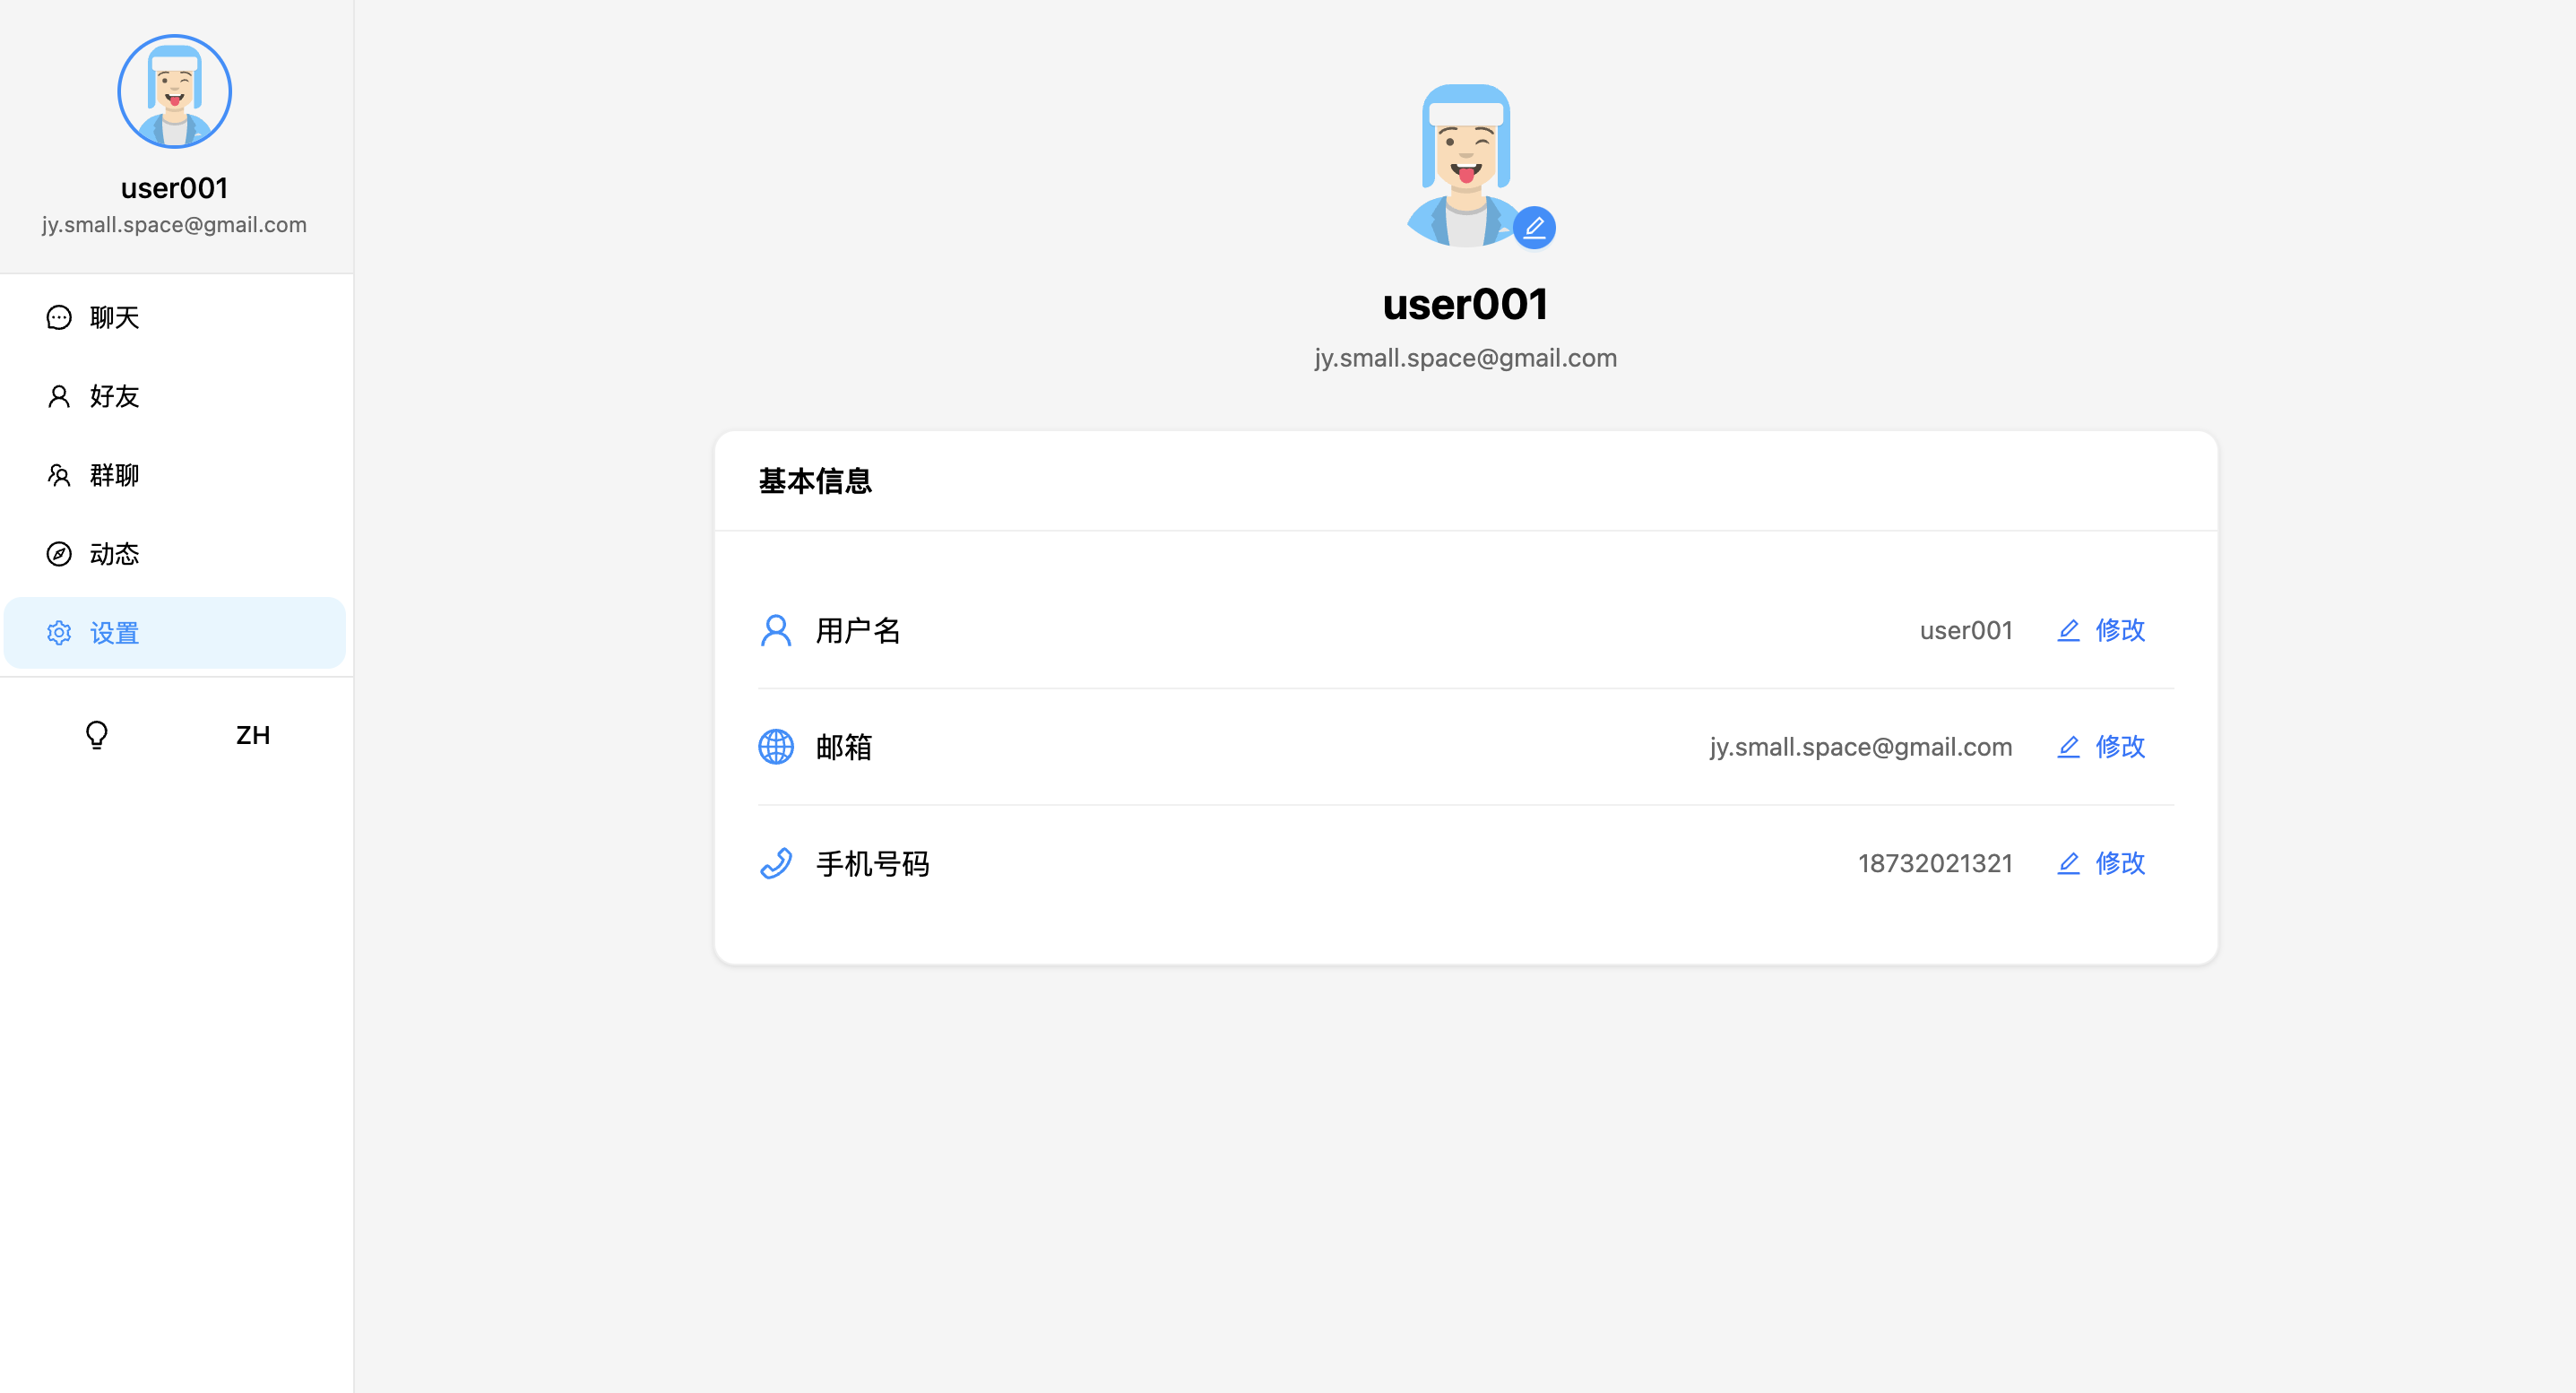 user001
jy.small.space@gmail.com
聊天
好友
群聊
动态
设置
ZH
user001
jy.small.space@gmail.com
基本信息
用户名 user001 修改
邮箱 jy.small.space@gmail.com 修改
手机号码 18732021321 修改